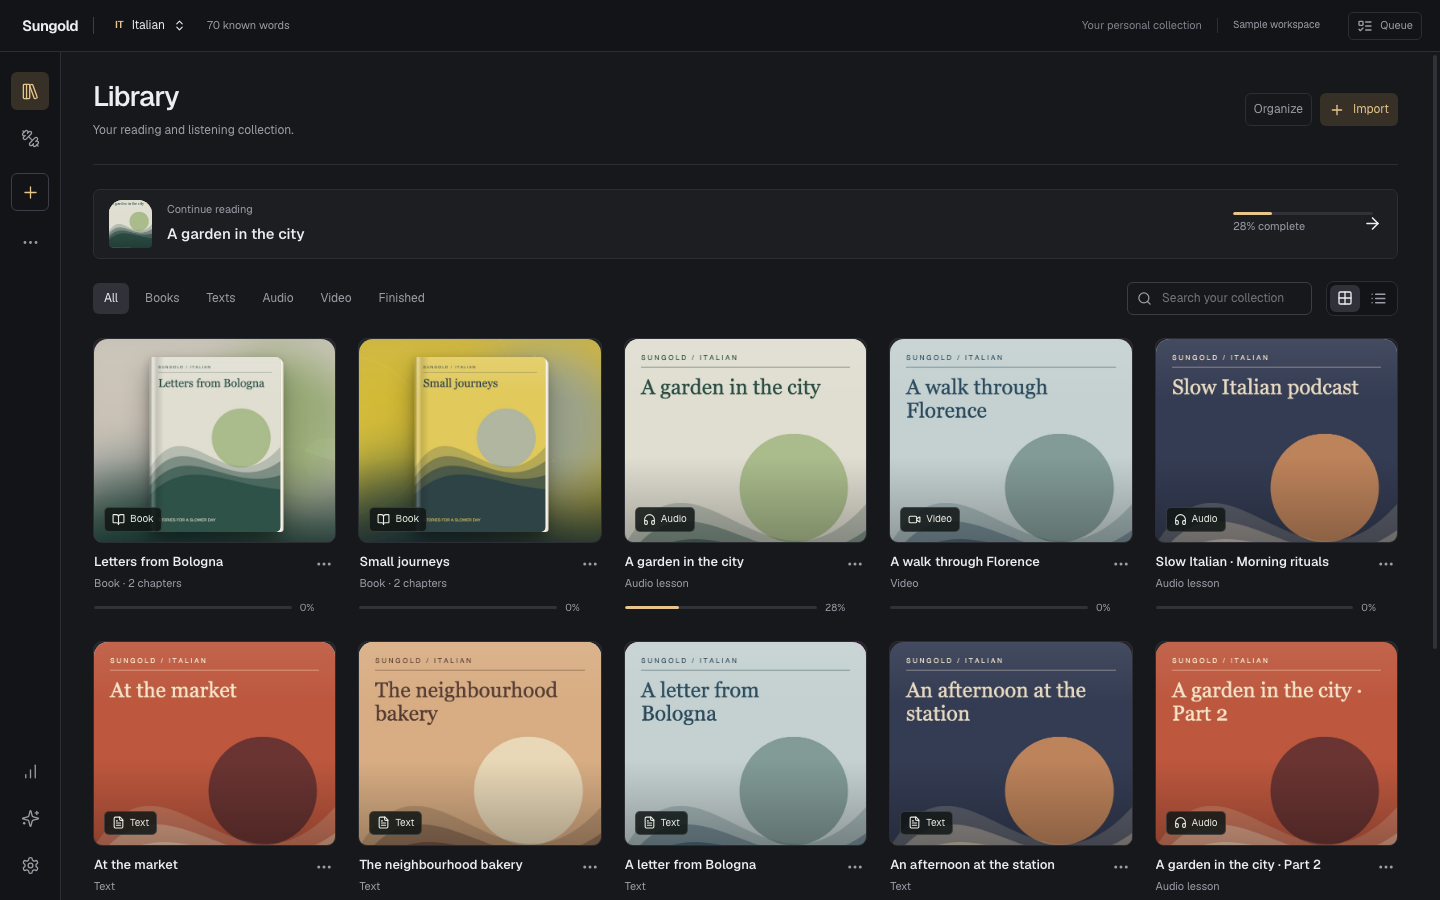 Sungold
IT Italian
70 known words
Your personal collection
Sample workspace
Queue
Library
Your reading and listening collection.
Organize
Import
Continue reading
A garden in the city
28% complete
All
Books
Texts
Audio
Video
Finished
Search your collection
SUNGOLD / ITALIAN
Letters from Bologna
Book
Letters from Bologna
Book · 2 chapters
0%
SUNGOLD / ITALIAN
Small journeys
Book
Small journeys
Book · 2 chapters
0%
SUNGOLD / ITALIAN
A garden in the city
Audio
A garden in the city
Audio lesson
28%
SUNGOLD / ITALIAN
A walk through
Florence
Video
A walk through Florence
Video
0%
SUNGOLD / ITALIAN
Slow Italian podcast
Audio
Slow Italian · Morning rituals
Audio lesson
0%
SUNGOLD / ITALIAN
At the market
Text
At the market
Text
SUNGOLD / ITALIAN
The neighbourhood
bakery
Text
The neighbourhood bakery
Text
SUNGOLD / ITALIAN
A letter from
Bologna
Text
A letter from Bologna
Text
SUNGOLD / ITALIAN
An afternoon at the
station
Text
An afternoon at the station
Text
SUNGOLD / ITALIAN
A garden in the city ·
Part 2
Audio
A garden in the city · Part 2
Audio lesson